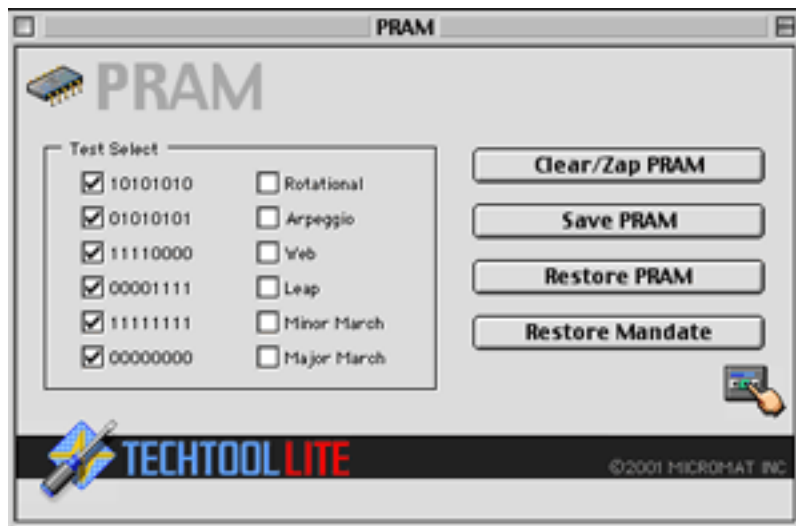 PRAM
PRAM
Test Select
10101010
Rotational
01010101
Arpeggio
11110000
Web
00001111
Leap
11111111
Minor March
00000000
Major March
Clear/Zap PRAM
Save PRAM
Restore PRAM
Restore Mandate
TECHTOOL LITE
©2001 MICROMAT INC